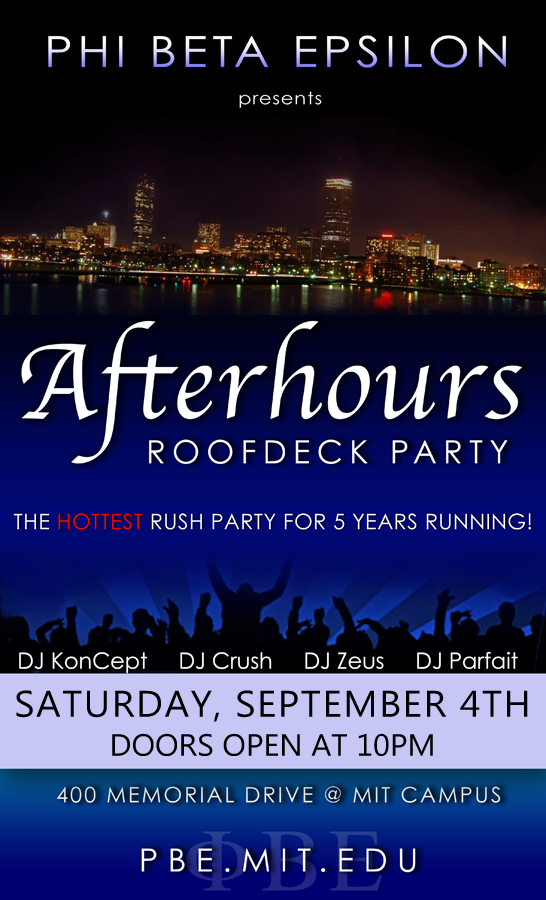 PHI BETA EPSILON
presents
Afterhours
ROOFDECK PARTY
THE HOTTEST RUSH PARTY FOR 5 YEARS RUNNING!
DJ KonCept DJ Crush DJ Zeus DJ Parfait
SATURDAY, SEPTEMBER 4TH
DOORS OPEN AT 10PM
400 MEMORIAL DRIVE @ MIT CAMPUS
ΦΒΕ
PBE.MIT.EDU